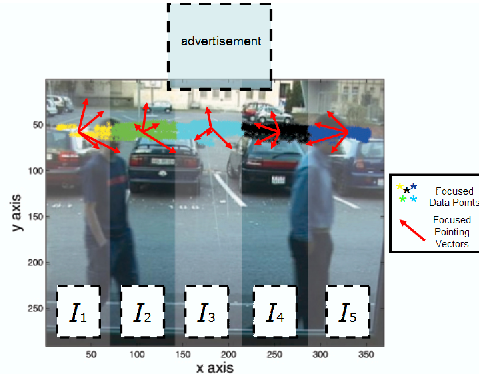 advertisement
50
100
150
200
250
y axis
I1
I2
I3
I4
I5
50
100
150
200
250
300
350
x axis
Focused
Data Points
Focused
Pointing
Vectors